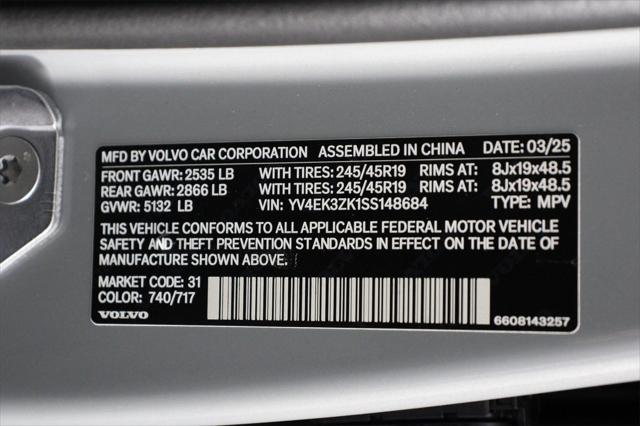 MFD BY VOLVO CAR CORPORATION ASSEMBLED IN CHINA DATE: 03/25
FRONT GAWR: 2535 LB WITH TIRES: 245/45R19 RIMS AT: 8Jx19x48.5
REAR GAWR: 2866 LB WITH TIRES: 245/45R19 RIMS AT: 8Jx19x48.5
GVWR: 5132 LB VIN: YV4EK3ZK1SS148684 TYPE: MPV
THIS VEHICLE CONFORMS TO ALL APPLICABLE FEDERAL MOTOR VEHICLE
SAFETY AND THEFT PREVENTION STANDARDS IN EFFECT ON THE DATE OF
MANUFACTURE SHOWN ABOVE.
MARKET CODE: 31
COLOR: 740/717
VOLVO
6608143257